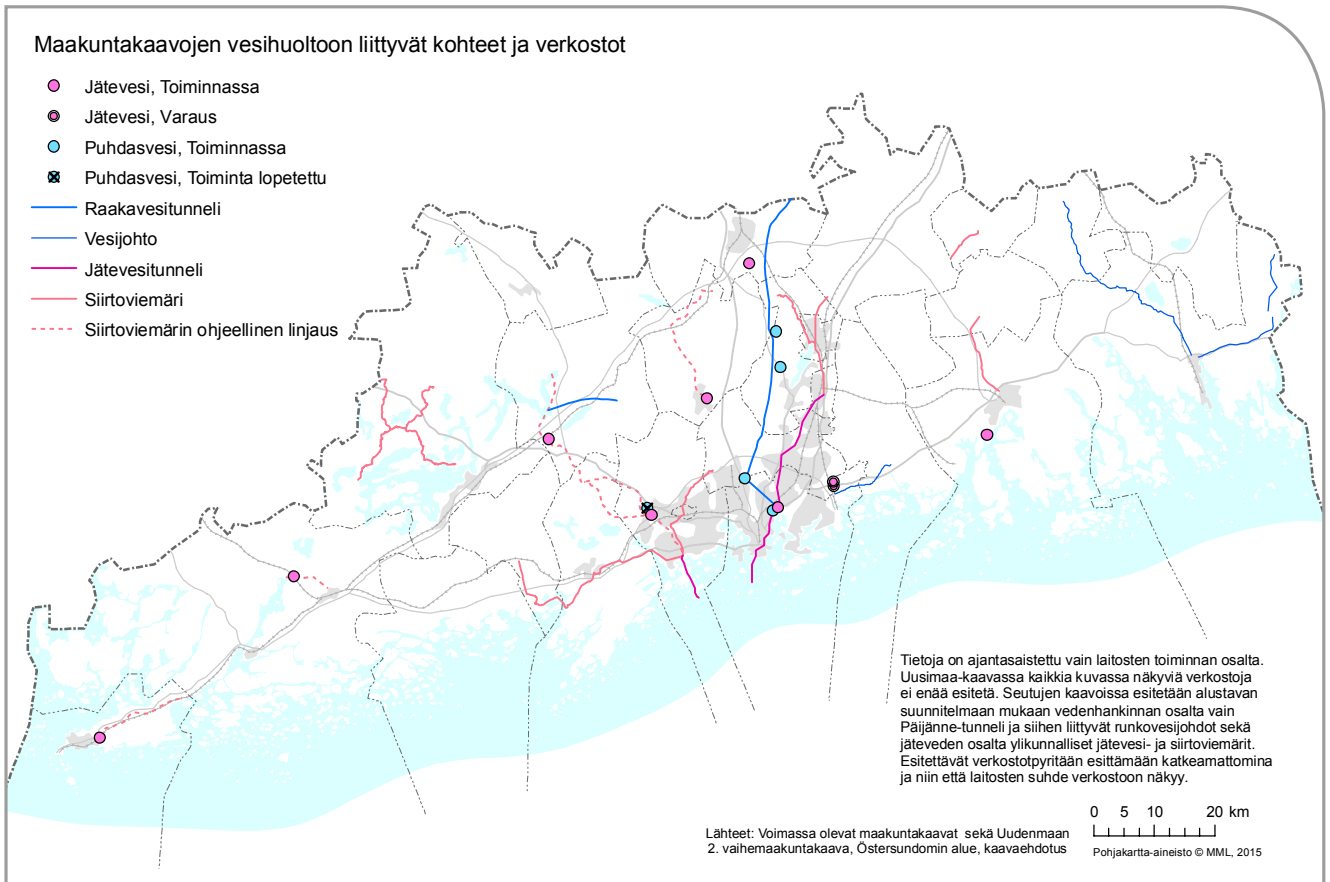 Maakuntakaavojen vesihuoltoon liittyvät kohteet ja verkostot
Jätevesi, Toiminnassa
Jätevesi, Varaus
Puhdasvesi, Toiminnassa
Puhdasvesi, Toiminta lopetettu
Raakavesitunneli
Vesijohto
Jätevesitunneli
Siirtoviemäri
Siirtoviemärin ohjeellinen linjaus
Tietoja on ajantasaistettu vain laitosten toiminnan osalta.
Uusimaa-kaavassa kaikkia kuvassa näkyviä verkostoja
ei enää esitetä. Seutujen kaavoissa esitetään alustavan
suunnitelmaan mukaan vedenhankinnan osalta vain
Päijänne-tunneli ja siihen liittyvät runkovesijohdot sekä
jäteveden osalta ylikunnalliset jätevesi- ja siirtoviemärit.
Esitettävät verkostotpyritään esittämään katkeamattomina
ja niin että laitosten suhde verkostoon näkyy.
0 5 10 20 km
Lähteet: Voimassa olevat maakuntakaavat sekä Uudenmaan
2. vaihemaakuntakaava, Östersundomin alue, kaavaehdotus
Pohjakartta-aineisto © MML, 2015